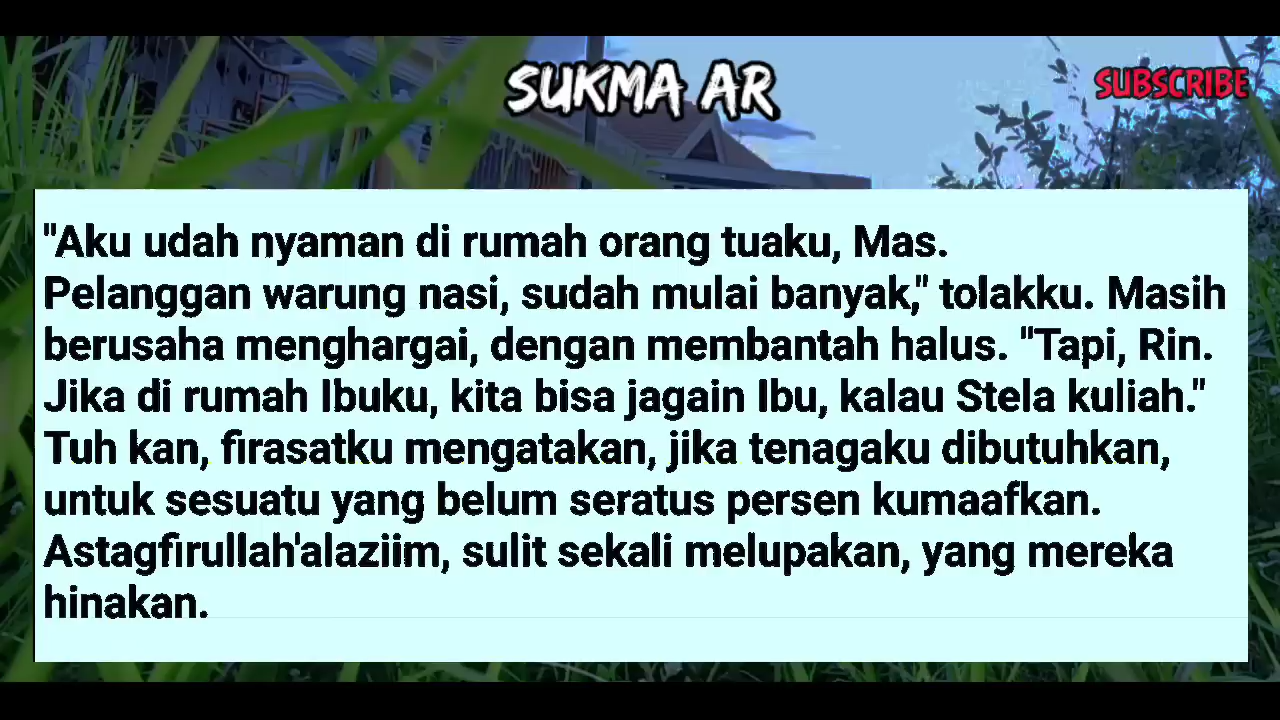 SUKMA AR
SUBSCRIBE
"Aku udah nyaman di rumah orang tuaku, Mas.
Pelanggan warung nasi, sudah mulai banyak," tolakku. Masih
berusaha menghargai, dengan membantah halus. "Tapi, Rin.
Jika di rumah Ibuku, kita bisa jagain Ibu, kalau Stela kuliah."
Tuh kan, firasatku mengatakan, jika tenagaku dibutuhkan,
untuk sesuatu yang belum seratus persen kumaafkan.
Astagfirullah'alaziim, sulit sekali melupakan, yang mereka
hinakan.